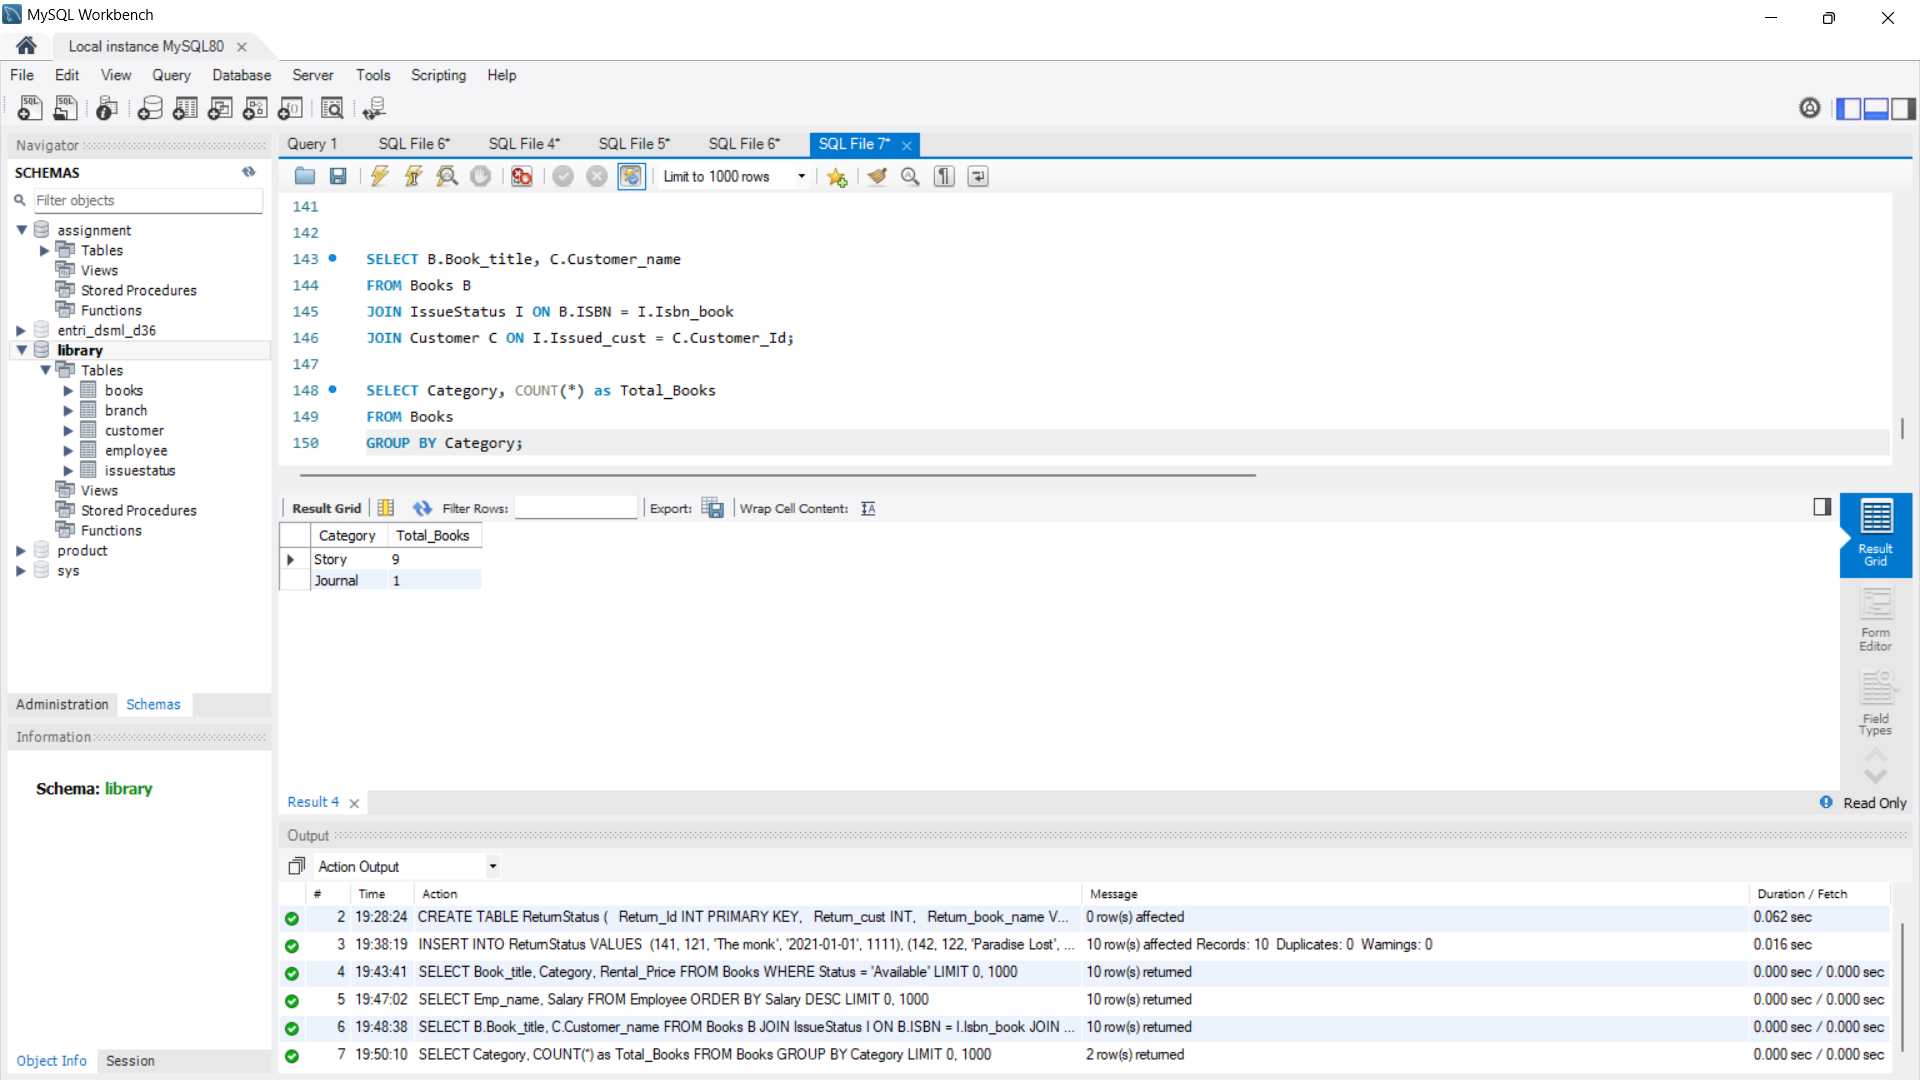 MySQL Workbench
Local instance MySQL80
File Edit View Query Database Server Tools Scripting Help
Navigator
SCHEMAS
Filter objects
assignment
Tables
Views
Stored Procedures
Functions
entri_dsml_d36
library
Tables
books
branch
customer
employee
issuestatus
Views
Stored Procedures
Functions
product
sys
Administration Schemas
Information
Schema: library
Object Info Session
Query 1 SQL File 6* SQL File 4* SQL File 5* SQL File 6* SQL File 7*
Limit to 1000 rows
141
142
143 SELECT B.Book_title, C.Customer_name
144 FROM Books B
145 JOIN IssueStatus I ON B.ISBN = I.Isbn_book
146 JOIN Customer C ON I.Issued_cust = C.Customer_Id;
147
148 SELECT Category, COUNT(*) as Total_Books
149 FROM Books
150 GROUP BY Category;
Result Grid Filter Rows: Export: Wrap Cell Content:
Category Total_Books
Story 9
Journal 1
Result Grid
Form Editor
Field Types
Result 4
Read Only
Output
Action Output
# Time Action Message Duration / Fetch
2 19:28:24 CREATE TABLE ReturnStatus ( Return_Id INT PRIMARY KEY, Return_cust INT, Return_book_name V... 0 row(s) affected 0.062 sec
3 19:38:19 INSERT INTO ReturnStatus VALUES (141, 121, 'The monk', '2021-01-01', 1111), (142, 122, 'Paradise Lost', ... 10 row(s) affected Records: 10 Duplicates: 0 Warnings: 0 0.016 sec
4 19:43:41 SELECT Book_title, Category, Rental_Price FROM Books WHERE Status = 'Available' LIMIT 0, 1000 10 row(s) returned 0.000 sec / 0.000 sec
5 19:47:02 SELECT Emp_name, Salary FROM Employee ORDER BY Salary DESC LIMIT 0, 1000 10 row(s) returned 0.000 sec / 0.000 sec
6 19:48:38 SELECT B.Book_title, C.Customer_name FROM Books B JOIN IssueStatus I ON B.ISBN = I.Isbn_book JOIN ... 10 row(s) returned 0.000 sec / 0.000 sec
7 19:50:10 SELECT Category, COUNT(*) as Total_Books FROM Books GROUP BY Category LIMIT 0, 1000 2 row(s) returned 0.000 sec / 0.000 sec